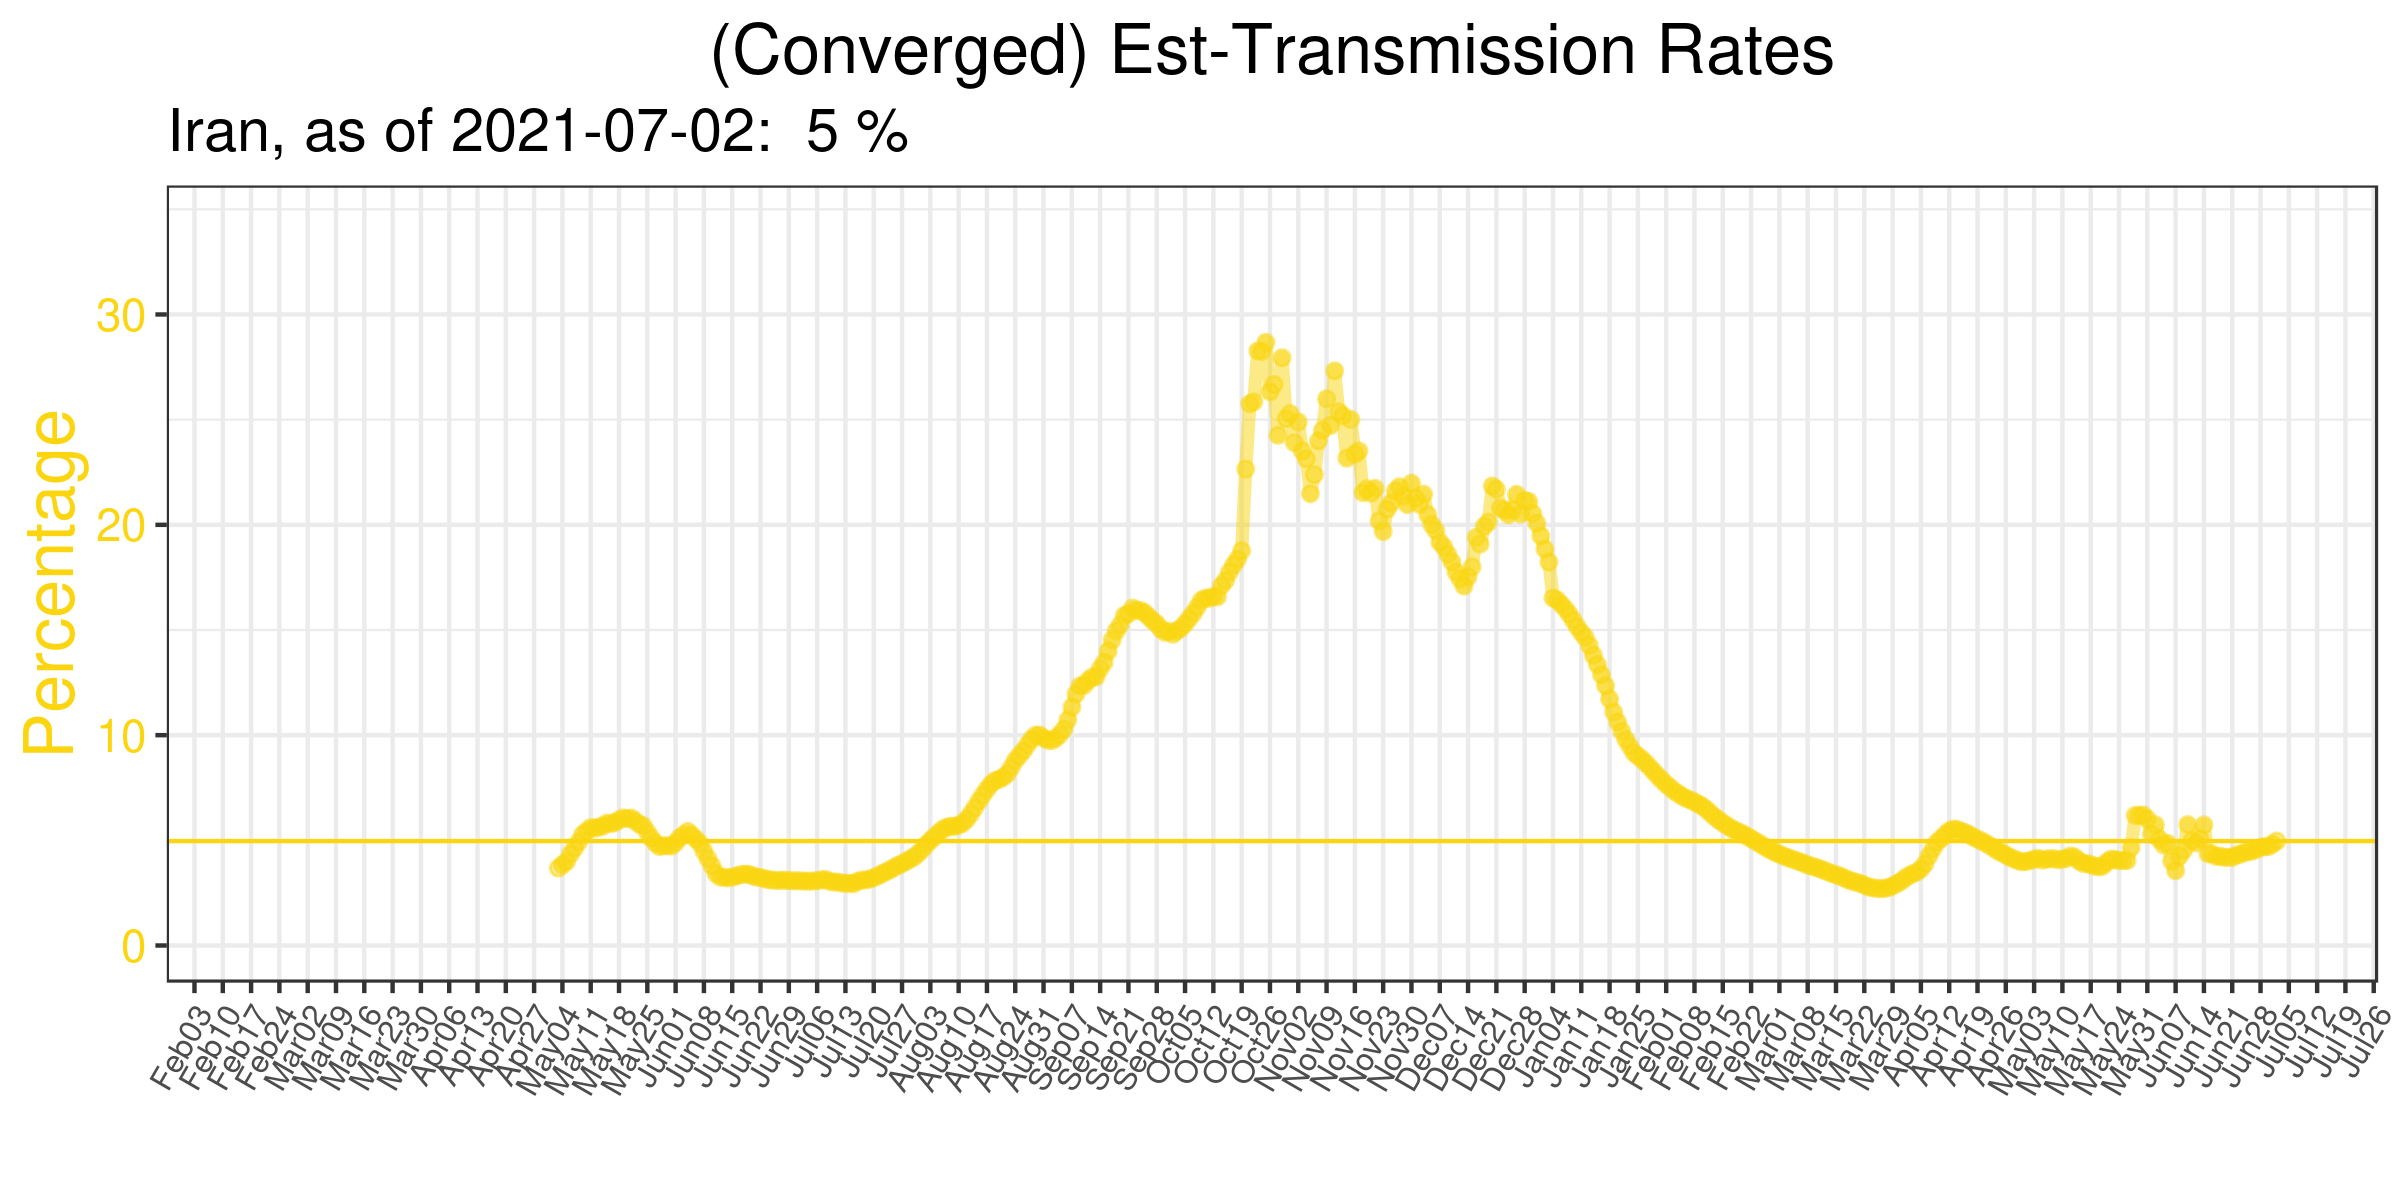 (Converged) Est-Transmission Rates
Iran, as of 2021-07-02:  5 %
Percentage
30
20
10
0
Feb03
Feb10
Feb17
Feb24
Mar02
Mar09
Mar16
Mar23
Mar30
Apr06
Apr13
Apr20
Apr27
May04
May11
May18
May25
Jun01
Jun08
Jun15
Jun22
Jun29
Jul06
Jul13
Jul20
Jul27
Aug03
Aug10
Aug17
Aug24
Aug31
Sep07
Sep14
Sep21
Sep28
Oct05
Oct12
Oct19
Oct26
Nov02
Nov09
Nov16
Nov23
Nov30
Dec07
Dec14
Dec21
Dec28
Jan04
Jan11
Jan18
Jan25
Feb01
Feb08
Feb15
Feb22
Mar01
Mar08
Mar15
Mar22
Mar29
Apr05
Apr12
Apr19
Apr26
May03
May10
May17
May24
May31
Jun07
Jun14
Jun21
Jun28
Jul05
Jul12
Jul19
Jul26